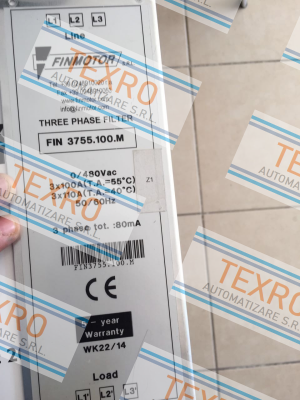 L1 L2 L3
Line
FINMOTOR s.r.l.
THREE PHASE FILTER
FIN 3755.100.M
0/480Vac
3x100A(T.A.=55°C)
3x110A(T.A.=40°C)
50/60Hz
Z1
3 phase tot. :80mA
FIN3755.100.M
CE
5-year
Warranty
WK22/14
Load
L1' L2' L3'
TEXRO
AUTOMATIZARE S.R.L.
TEXRO
AUTOMATIZARE S.R.L.
TEXRO
AUTOMATIZARE S.R.L.
TEXRO
AUTOMATIZARE S.R.L.